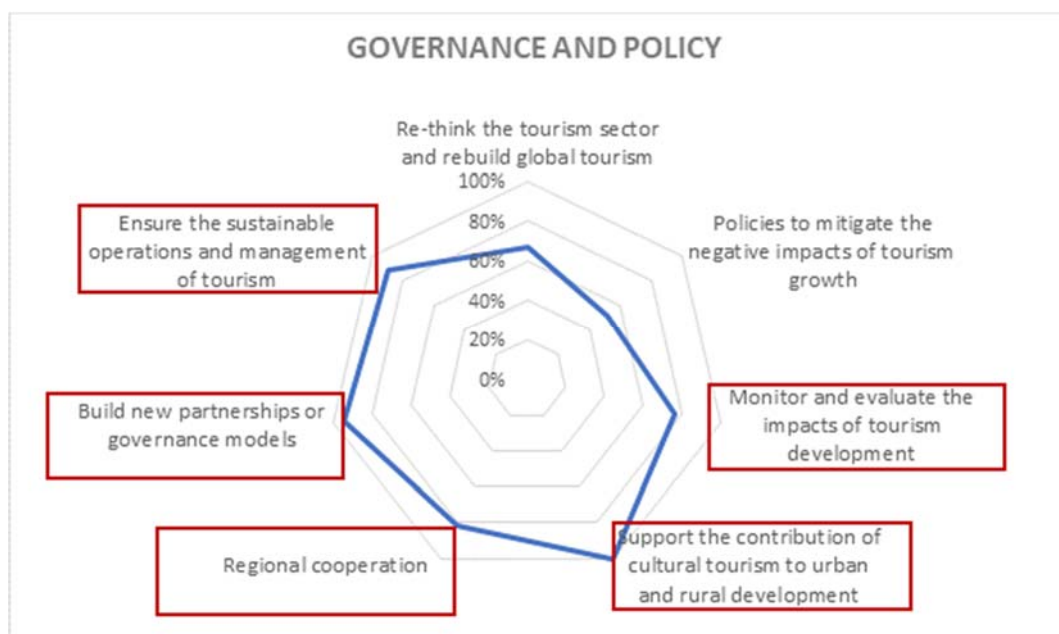 GOVERNANCE AND POLICY
Re-think the tourism sector
and rebuild global tourism
100%
80%
60%
40%
20%
0%
Policies to mitigate the
negative impacts of tourism
growth
Monitor and evaluate the
impacts of tourism
development
Support the contribution of
cultural tourism to urban
and rural development
Regional cooperation
Build new partnerships or
governance models
Ensure the sustainable
operations and management
of tourism